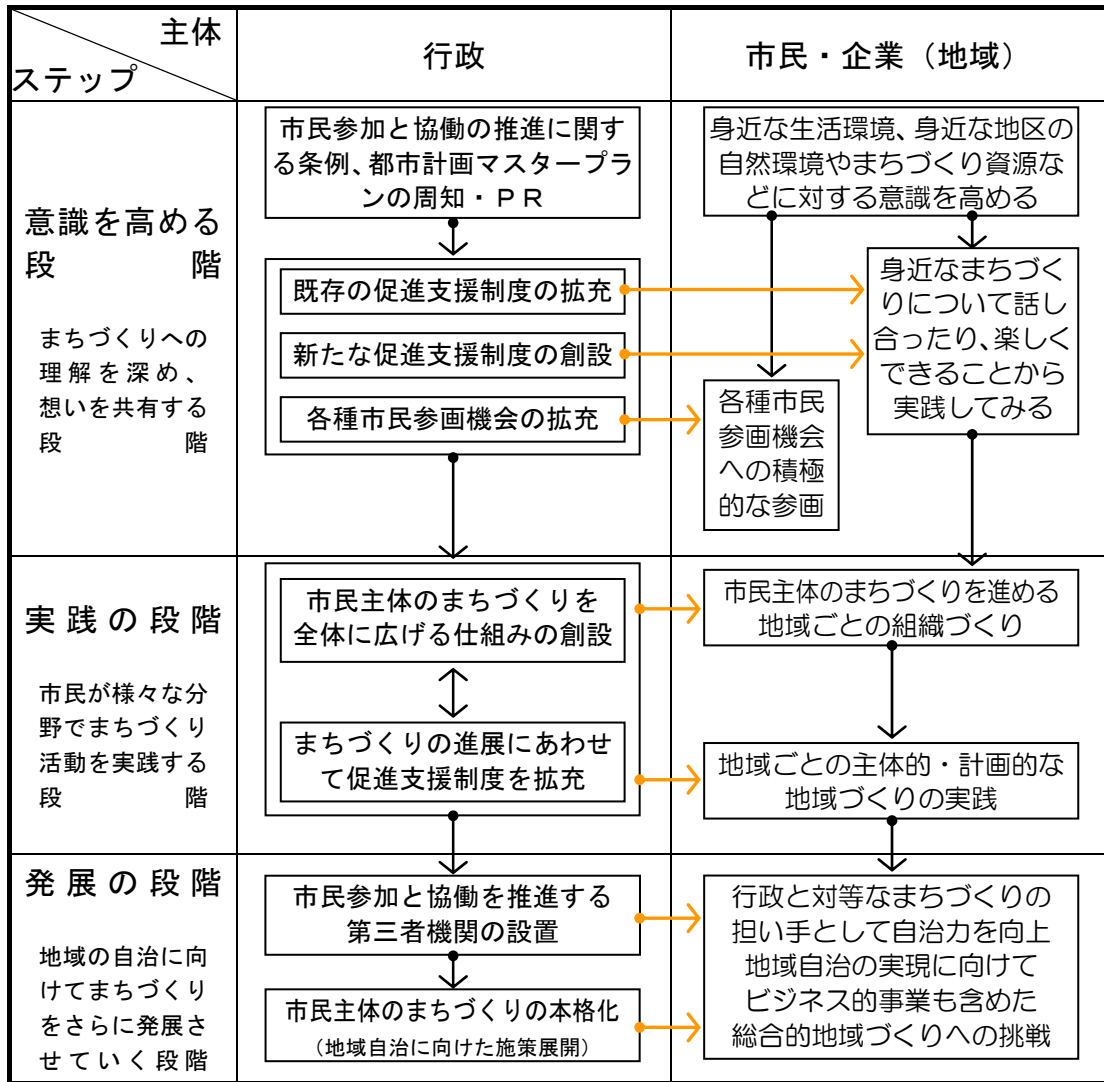 主体
ステップ
行政
市民・企業（地域）
意識を高める
段階
まちづくりへの
理解を深め、
想いを共有する
段階
市民参加と協働の推進に関す
る条例、都市計画マスタープラ
ンの周知・ＰＲ
既存の促進支援制度の拡充
新たな促進支援制度の創設
各種市民参画機会の拡充
身近な生活環境、身近な地区の
自然環境やまちづくり資源な
どに対する意識を高める
身近なまちづく
りについて話し
合ったり、楽しく
できることから
実践してみる
各種市民
参画機会
への積極
的な参画
実践の段階
市民が様々な分
野でまちづくり
活動を実践する
段階
市民主体のまちづくりを
全体に広げる仕組みの創設
まちづくりの進展にあわせ
て促進支援制度を拡充
市民主体のまちづくりを進める
地域ごとの組織づくり
地域ごとの主体的・計画的な
地域づくりの実践
発展の段階
地域の自治に向
けてまちづくり
をさらに発展さ
せていく段階
市民参加と協働を推進する
第三者機関の設置
市民主体のまちづくりの本格化
（地域自治に向けた施策展開）
行政と対等なまちづくりの
担い手として自治力を向上
地域自治の実現に向けて
ビジネス的事業も含めた
総合的地域づくりへの挑戦